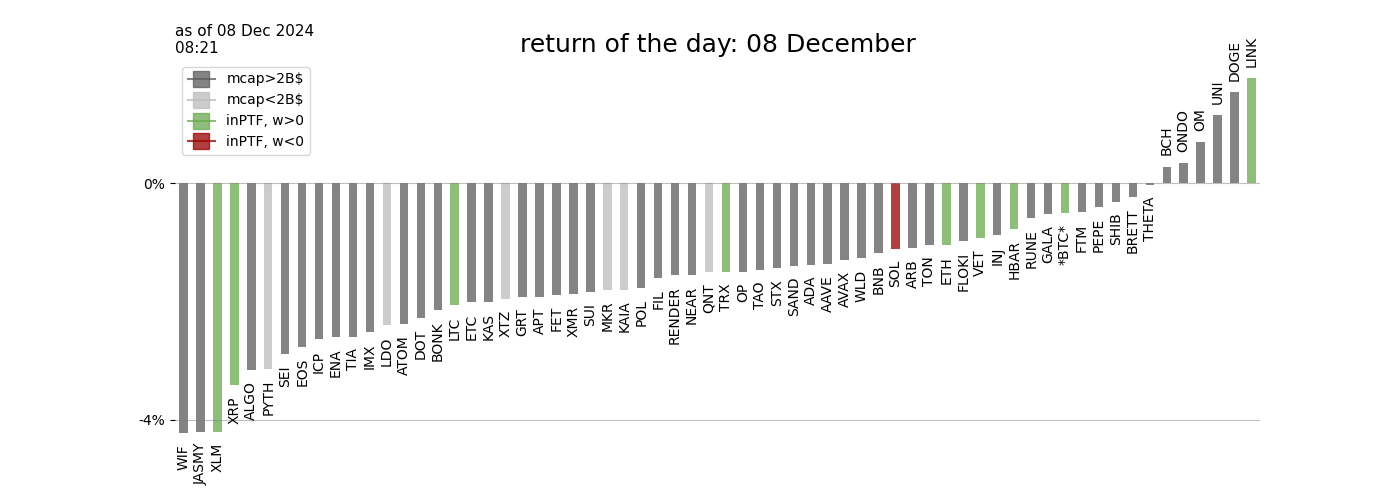 as of 08 Dec 2024
08:21
return of the day: 08 December
mcap>2B$
mcap<2B$
inPTF, w>0
inPTF, w<0
0%
-4%
WIF
JASMY
XLM
XRP
ALGO
PYTH
SEI
EOS
ICP
ENA
TIA
IMX
LDO
ATOM
DOT
BONK
LTC
ETC
KAS
XTZ
GRT
APT
FET
XMR
SUI
MKR
KAIA
POL
FIL
RENDER
NEAR
QNT
TRX
OP
TAO
STX
SAND
ADA
AAVE
AVAX
WLD
BNB
SOL
ARB
TON
ETH
FLOKI
VET
INJ
HBAR
RUNE
GALA
*BTC*
FTM
PEPE
SHIB
BRETT
THETA
BCH
ONDO
OM
UNI
DOGE
LINK